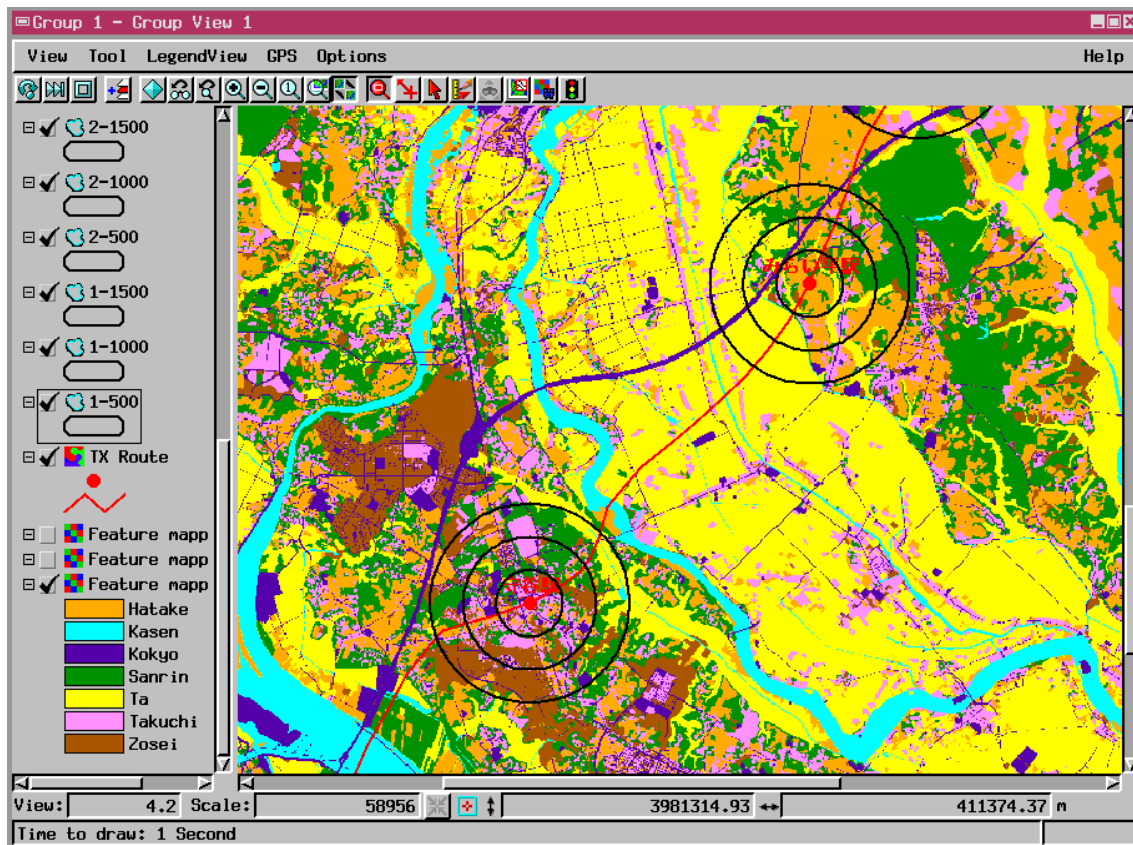 Group 1 - Group View 1
View Tool LegendView GPS Options Help
2-1500
2-1000
2-500
1-1500
1-1000
1-500
TX Route
Feature mapp
Feature mapp
Feature mapp
Hatake
Kasen
Kokyo
Sanrin
Ta
Takuchi
Zosei
View: 4.2 Scale: 58956 3981314.93 411374.37 m
Time to draw: 1 Second